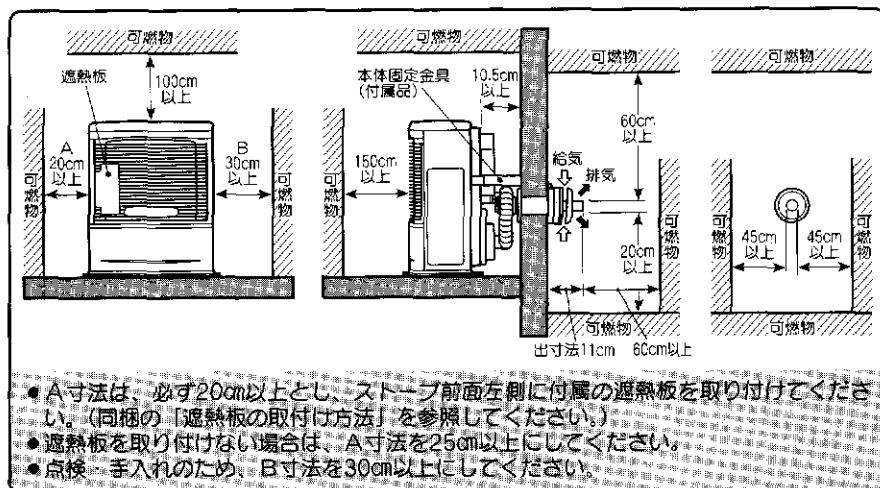 可燃物
遮熱板
100cm
以上
A
20cm
以上
B
30cm
以上
可燃物
可燃物
可燃物
本体固定金具
(付属品)
10.5cm
以上
150cm
以上
可燃物
可燃物
60cm
以上
給気
排気
20cm
以上
可燃物
可燃物
出寸法11cm
60cm以上
可燃物
可燃物
可燃物
45cm
以上
45cm
以上
●A寸法は、必ず20cm以上とし、ストーブ前面左側に付属の遮熱板を取り付けてくださ
い。(同梱の「遮熱板の取付け方法」を参照してください。)
●遮熱板を取り付けない場合は、A寸法を25cm以上にしてください。
●点検・手入れのため、B寸法を30cm以上にしてください。